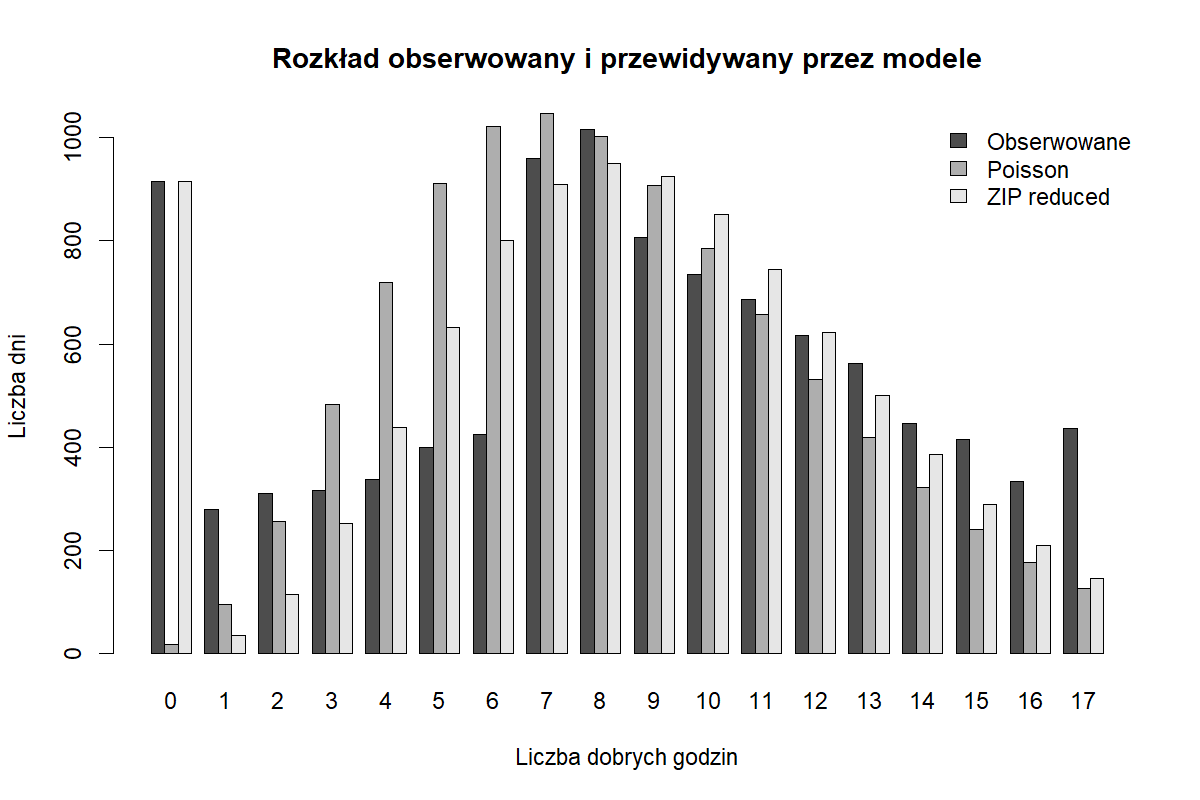 Rozkład obserwowany i przewidywany przez modele
Obserwowane
Poisson
ZIP reduced
Liczba dni
1000
800
600
400
200
0
0 1 2 3 4 5 6 7 8 9 10 11 12 13 14 15 16 17
Liczba dobrych godzin